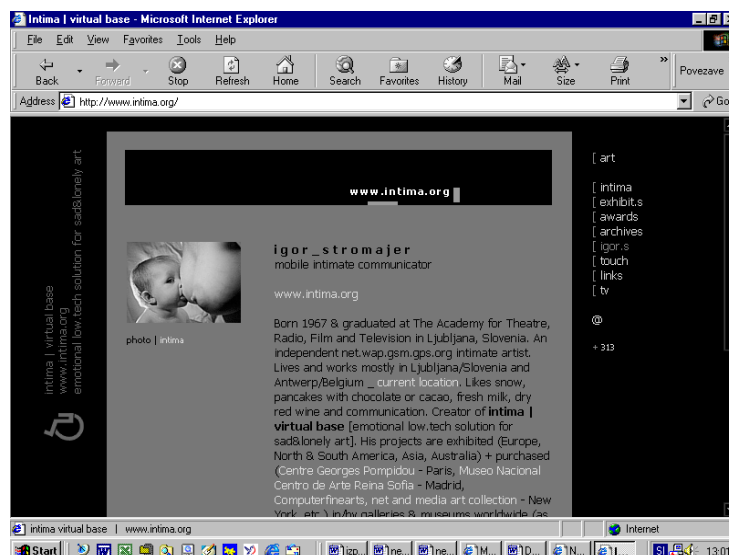 Intima | virtual base - Microsoft Internet Explorer
File Edit View Favorites Tools Help
Back Forward Stop Refresh Home Search Favorites History Mail Size Print » Povezave
Address http://www.intima.org/ Go
intima | virtual base
www.intima.org
emotional low.tech solution for sad&lonely art
www.intima.org
igor_stromajer
mobile intimate communicator
www.intima.org
photo | intima
Born 1967 & graduated at The Academy for Theatre,
Radio, Film and Television in Ljubljana, Slovenia. An
independent net.wap.gsm.gps.org intimate artist.
Lives and works mostly in Ljubljana/Slovenia and
Antwerp/Belgium _ current location. Likes snow,
pancakes with chocolate or cacao, fresh milk, dry
red wine and communication. Creator of intima |
virtual base [emotional low.tech solution for
sad&lonely art]. His projects are exhibited (Europe,
North & South America, Asia, Australia) + purchased
(Centre Georges Pompidou - Paris, Museo Nacional
Centro de Arte Reina Sofia - Madrid,
Computerfinearts, net and media art collection - New
York, etc.) in/by galleries & museums worldwide (as
[ art
[ intima
[ exhibit.s
[ awards
[ archives
[ igor.s
[ touch
[ links
[ tv
@
+ 313
intima virtual base | www.intima.org Internet
Start izp... ne... ne... M... D... N... I... SL 13:01